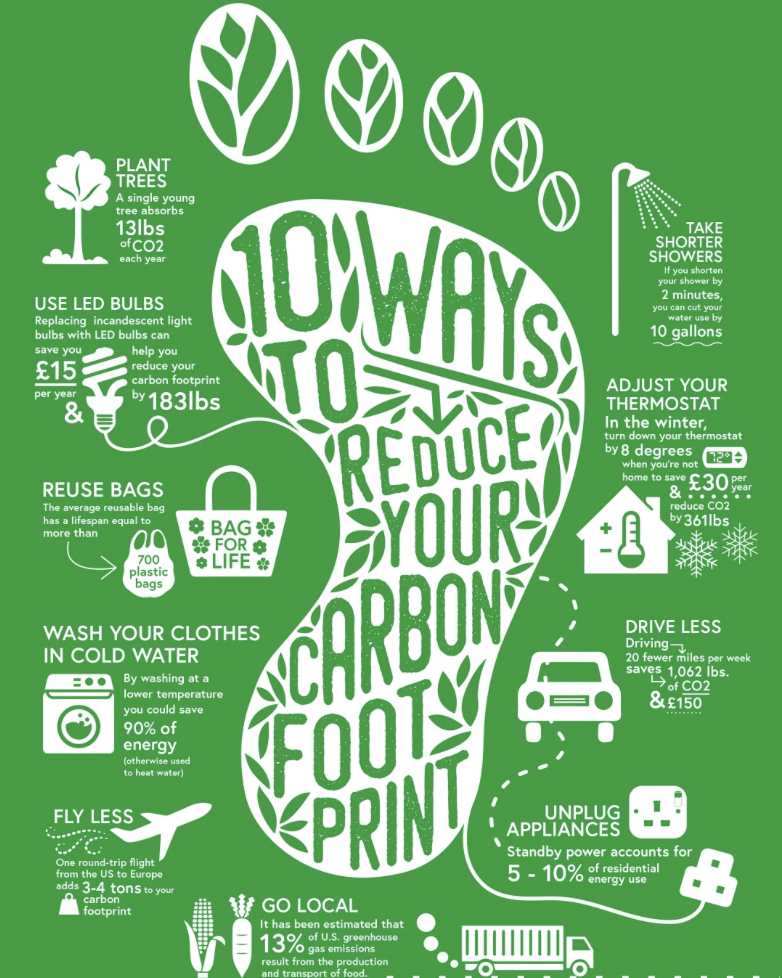 10 WAYS
TO
REDUCE
YOUR
CARBON
FOOT
PRINT
PLANT
TREES
A single young
tree absorbs
13lbs
of CO2
each year
USE LED BULBS
Replacing incandescent light
bulbs with LED bulbs can
save you
£15
per year
&
help you
reduce your
carbon footprint
by 183lbs
REUSE BAGS
The average reusable bag
has a lifespan equal to
more than
700
plastic
bags
BAG
FOR
LIFE
WASH YOUR CLOTHES
IN COLD WATER
By washing at a
lower temperature
you could save
90% of
energy
(otherwise used
to heat water)
FLY LESS
One round-trip flight
from the US to Europe
adds 3-4 tons to your
carbon
footprint
GO LOCAL
It has been estimated that
13% of U.S. greenhouse
gas emissions
result from the production
and transport of food.
TAKE
SHORTER
SHOWERS
If you shorten
your shower by
2 minutes,
you can cut your
water use by
10 gallons
ADJUST YOUR
THERMOSTAT
In the winter,
turn down your thermostat
by 8 degrees
72°
when you're not
home to save £30 per
year
&
reduce CO2
by 361lbs
DRIVE LESS
Driving
20 fewer miles per week
saves 1,062 lbs.
of CO2
& £150
UNPLUG
APPLIANCES
Standby power accounts for
5 - 10% of residential
energy use